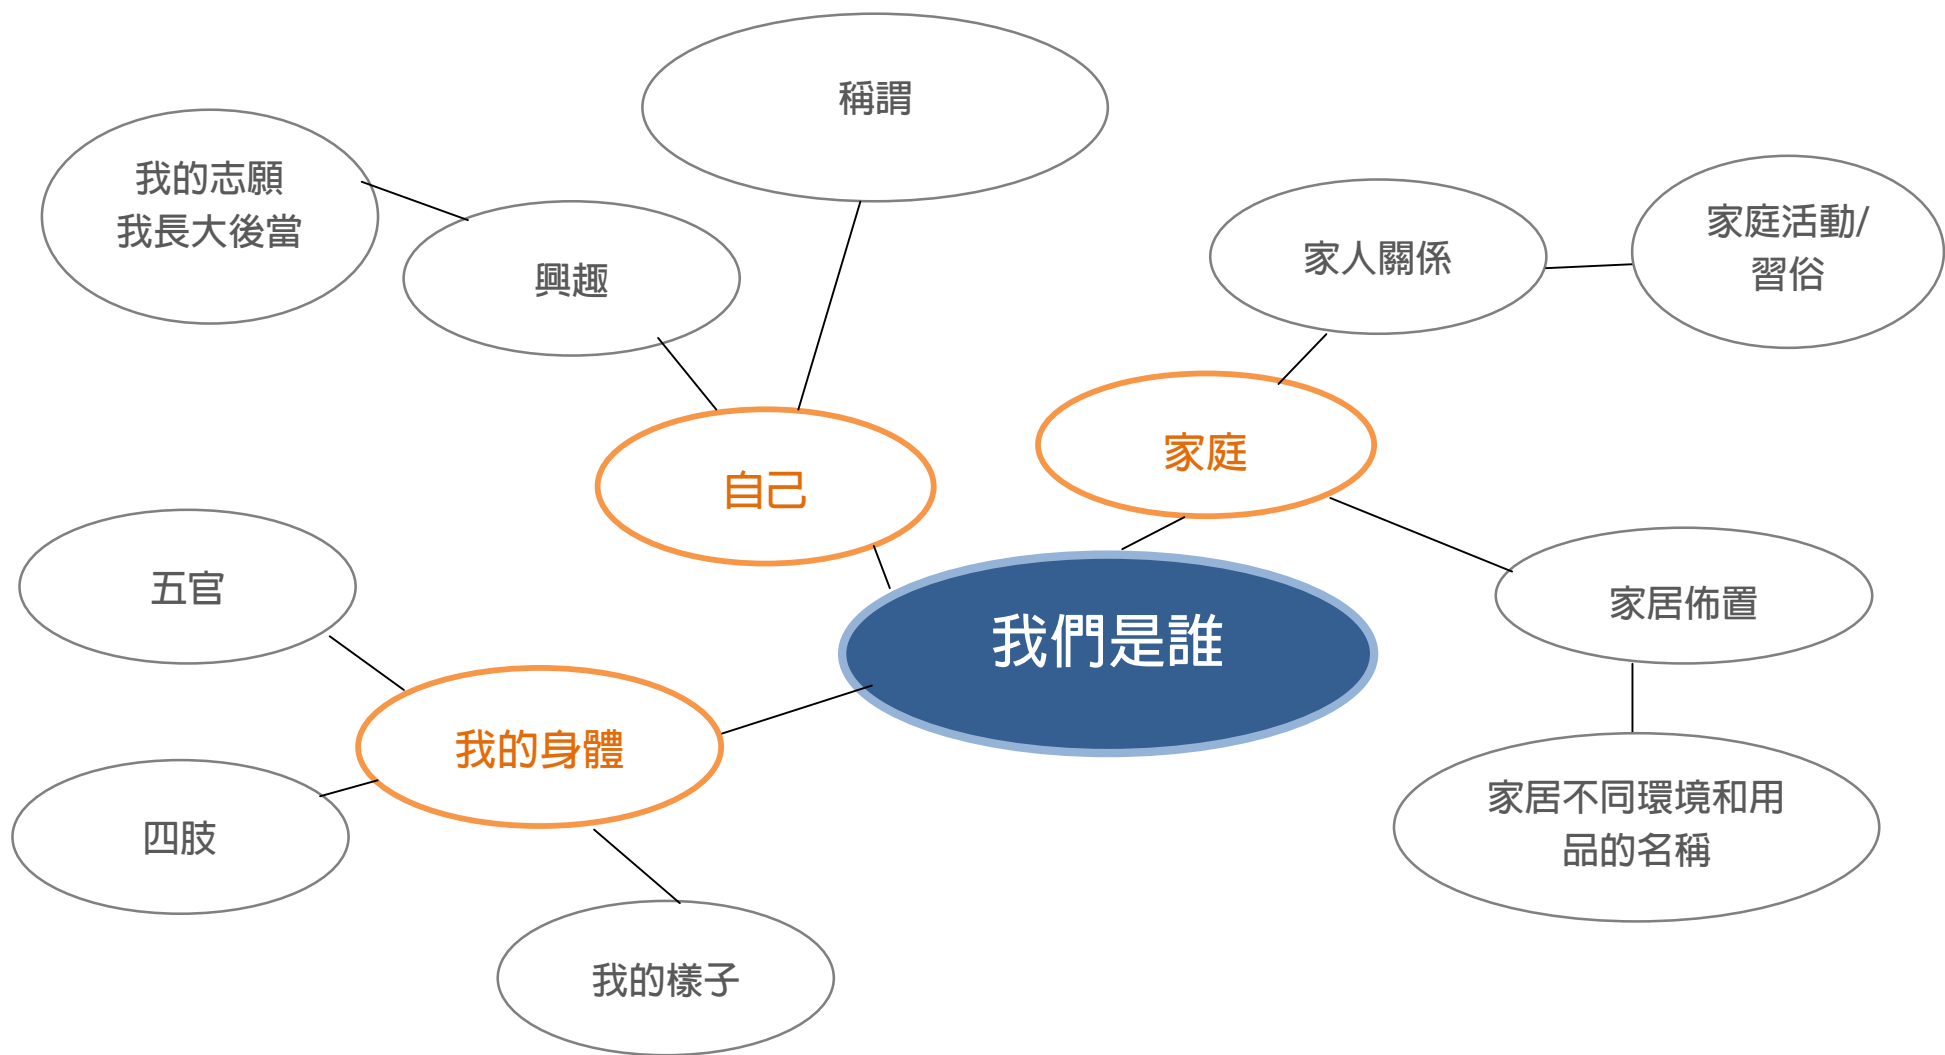 稱謂
我的志願
我長大後當
興趣
家人關係
家庭活動/
習俗
家庭
自己
五官
家居佈置
我們是誰
我的身體
四肢
家居不同環境和用
品的名稱
我的樣子